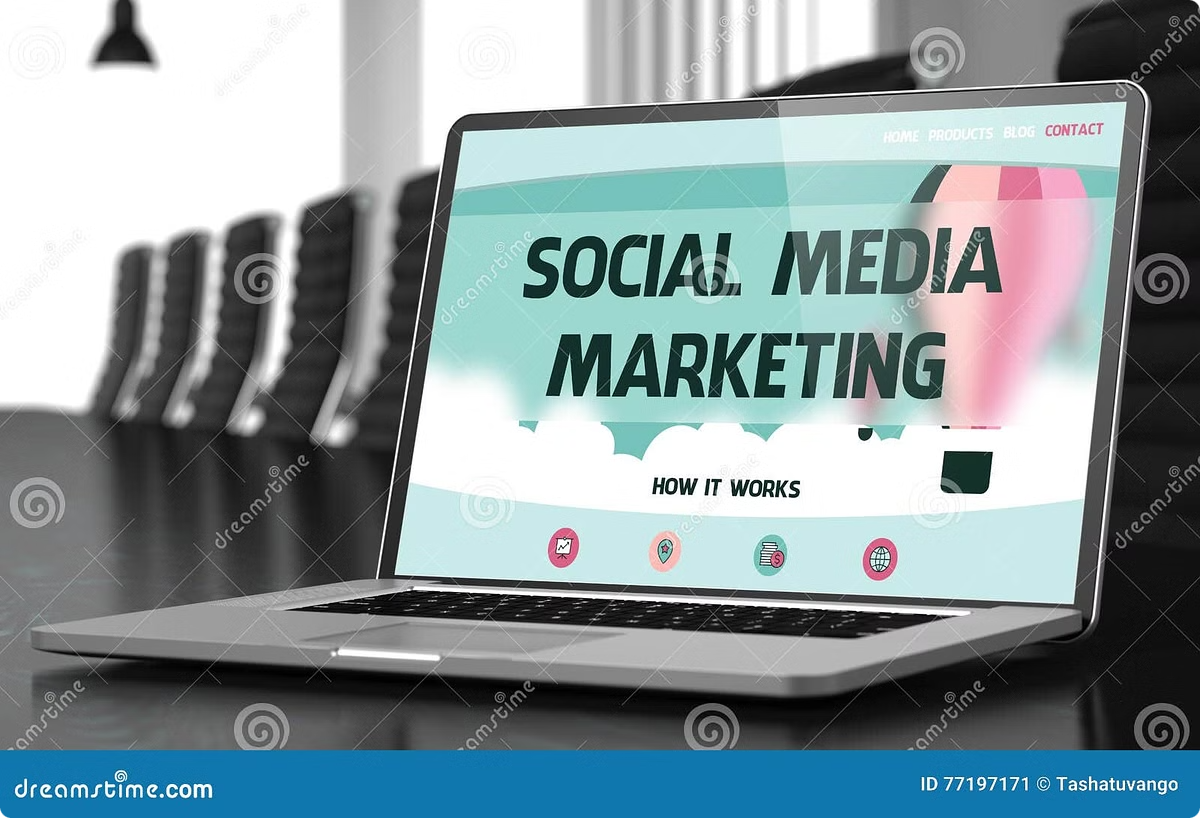 HOME PRODUCTS BLOG CONTACT
SOCIAL MEDIA
MARKETING
HOW IT WORKS
dreamstime.com
ID 77197171 © Tashatuvango